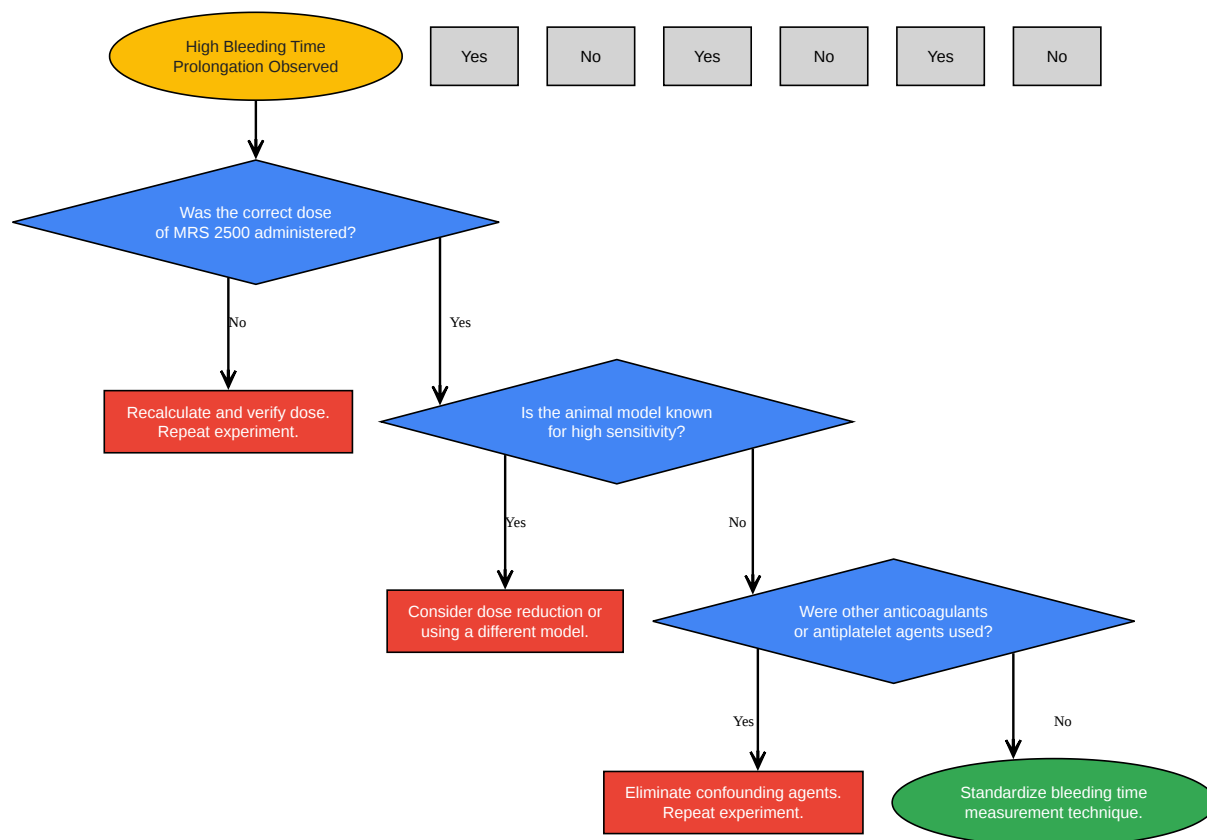 High Bleeding Time
Prolongation Observed
Yes
No
Yes
No
Yes
No
Was the correct dose
of MRS 2500 administered?
No
Yes
Recalculate and verify dose.
Repeat experiment.
Is the animal model known
for high sensitivity?
Yes
No
Consider dose reduction or
using a different model.
Were other anticoagulants
or antiplatelet agents used?
Yes
No
Eliminate confounding agents.
Repeat experiment.
Standardize bleeding time
measurement technique.